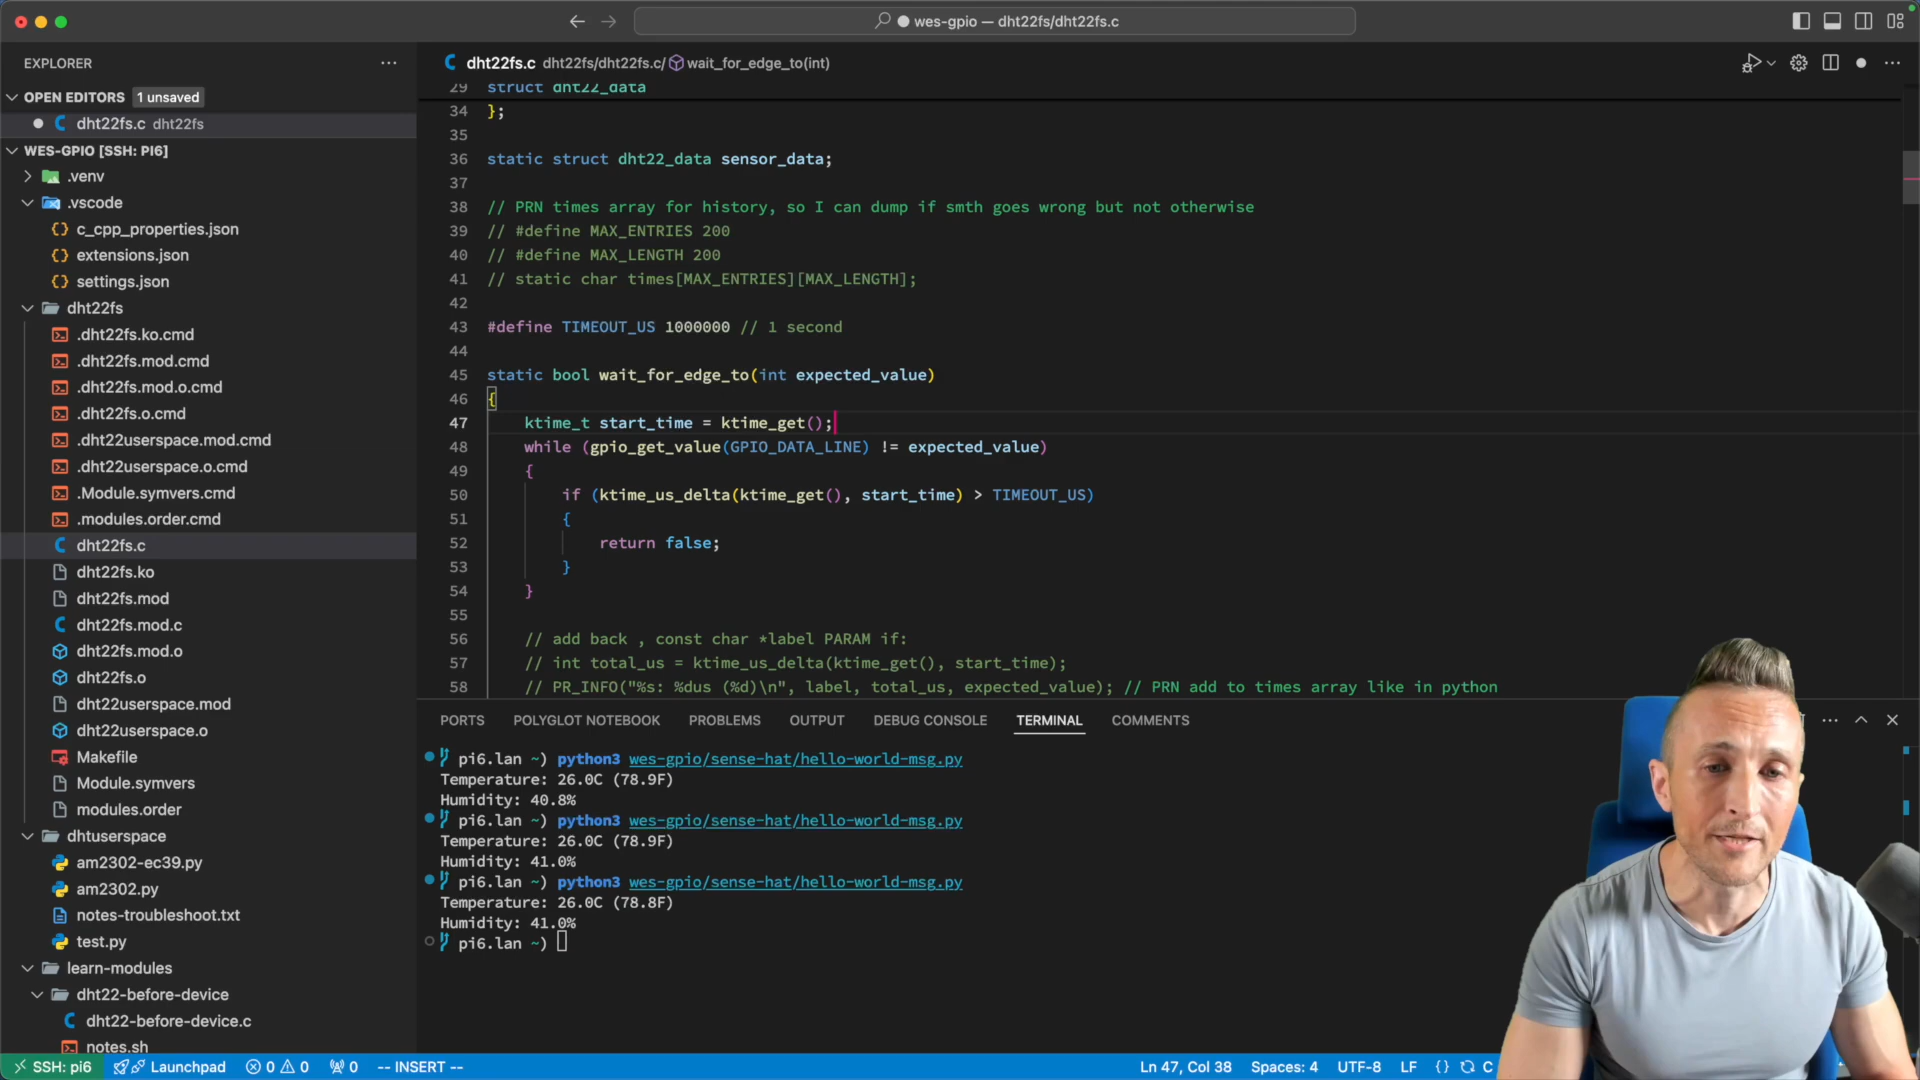 wes-gpio — dht22fs/dht22fs.c
EXPLORER
OPEN EDITORS 1 unsaved
dht22fs.c dht22fs
WES-GPIO [SSH: PI6]
.venv
.vscode
c_cpp_properties.json
extensions.json
settings.json
dht22fs
.dht22fs.ko.cmd
.dht22fs.mod.cmd
.dht22fs.mod.o.cmd
.dht22fs.o.cmd
.dht22userspace.mod.cmd
.dht22userspace.o.cmd
.Module.symvers.cmd
.modules.order.cmd
dht22fs.c
dht22fs.ko
dht22fs.mod
dht22fs.mod.c
dht22fs.mod.o
dht22fs.o
dht22userspace.mod
dht22userspace.o
Makefile
Module.symvers
modules.order
dhtuserspace
am2302-ec39.py
am2302.py
notes-troubleshoot.txt
test.py
learn-modules
dht22-before-device
dht22-before-device.c
notes.sh
dht22fs.c dht22fs/dht22fs.c/ wait_for_edge_to(int)
29 struct dht22_data
34 };
35
36 static struct dht22_data sensor_data;
37
38 // PRN times array for history, so I can dump if smth goes wrong but not otherwise
39 // #define MAX_ENTRIES 200
40 // #define MAX_LENGTH 200
41 // static char times[MAX_ENTRIES][MAX_LENGTH];
42
43 #define TIMEOUT_US 1000000 // 1 second
44
45 static bool wait_for_edge_to(int expected_value)
46 {
47 ktime_t start_time = ktime_get();
48 while (gpio_get_value(GPIO_DATA_LINE) != expected_value)
49 {
50 if (ktime_us_delta(ktime_get(), start_time) > TIMEOUT_US)
51 {
52 return false;
53 }
54 }
55
56 // add back , const char *label PARAM if:
57 // int total_us = ktime_us_delta(ktime_get(), start_time);
58 // PR_INFO("%s: %dus (%d)\n", label, total_us, expected_value); // PRN add to times array like in python
PORTS POLYGLOT NOTEBOOK PROBLEMS OUTPUT DEBUG CONSOLE TERMINAL COMMENTS
pi6.lan ~) python3 wes-gpio/sense-hat/hello-world-msg.py
Temperature: 26.0C (78.9F)
Humidity: 40.8%
pi6.lan ~) python3 wes-gpio/sense-hat/hello-world-msg.py
Temperature: 26.0C (78.9F)
Humidity: 41.0%
pi6.lan ~) python3 wes-gpio/sense-hat/hello-world-msg.py
Temperature: 26.0C (78.8F)
Humidity: 41.0%
pi6.lan ~)
SSH: pi6 Launchpad 0 0 0 -- INSERT -- Ln 47, Col 38 Spaces: 4 UTF-8 LF {} C